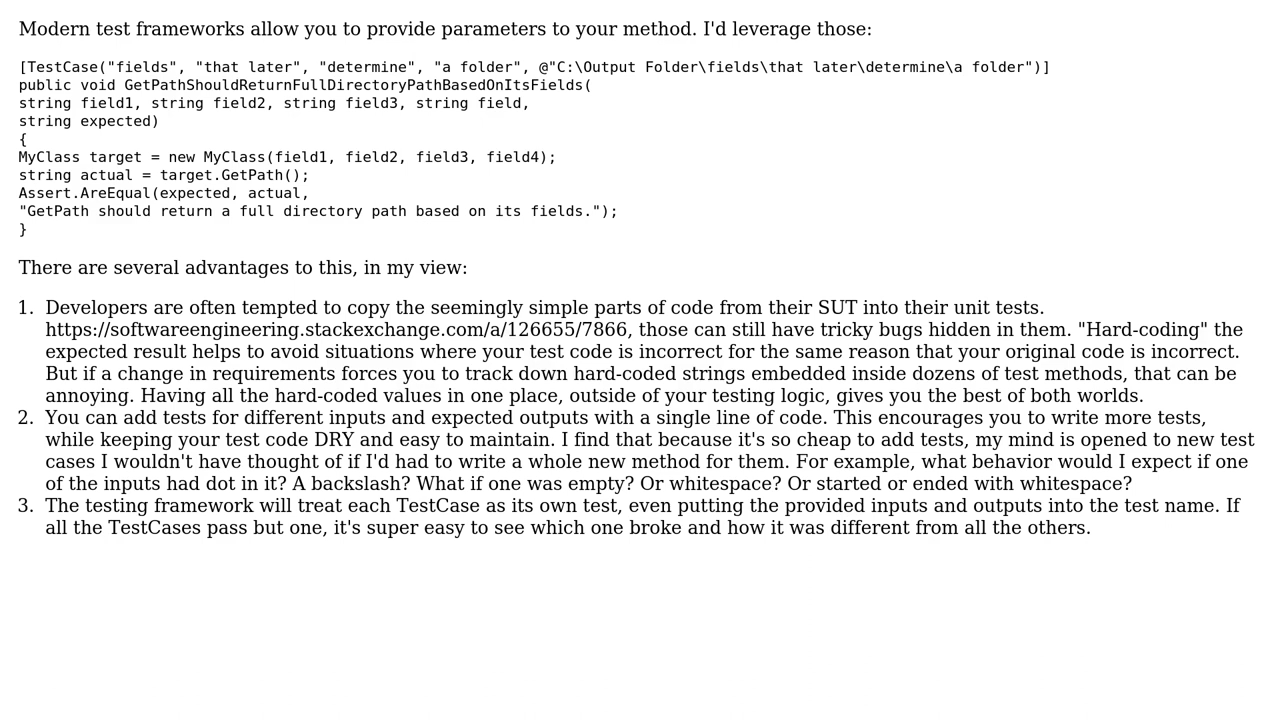 Modern test frameworks allow you to provide parameters to your method. I'd leverage those:
[TestCase("fields", "that later", "determine", "a folder", @"C:\Output Folder\fields\that later\determine\a folder")]
public void GetPathShouldReturnFullDirectoryPathBasedOnItsFields(
string field1, string field2, string field3, string field,
string expected)
{
MyClass target = new MyClass(field1, field2, field3, field4);
string actual = target.GetPath();
Assert.AreEqual(expected, actual,
"GetPath should return a full directory path based on its fields.");
}
There are several advantages to this, in my view:
1. Developers are often tempted to copy the seemingly simple parts of code from their SUT into their unit tests.
https://softwareengineering.stackexchange.com/a/126655/7866, those can still have tricky bugs hidden in them. "Hard-coding" the
expected result helps to avoid situations where your test code is incorrect for the same reason that your original code is incorrect.
But if a change in requirements forces you to track down hard-coded strings embedded inside dozens of test methods, that can be
annoying. Having all the hard-coded values in one place, outside of your testing logic, gives you the best of both worlds.
2. You can add tests for different inputs and expected outputs with a single line of code. This encourages you to write more tests,
while keeping your test code DRY and easy to maintain. I find that because it's so cheap to add tests, my mind is opened to new test
cases I wouldn't have thought of if I'd had to write a whole new method for them. For example, what behavior would I expect if one
of the inputs had dot in it? A backslash? What if one was empty? Or whitespace? Or started or ended with whitespace?
3. The testing framework will treat each TestCase as its own test, even putting the provided inputs and outputs into the test name. If
all the TestCases pass but one, it's super easy to see which one broke and how it was different from all the others.